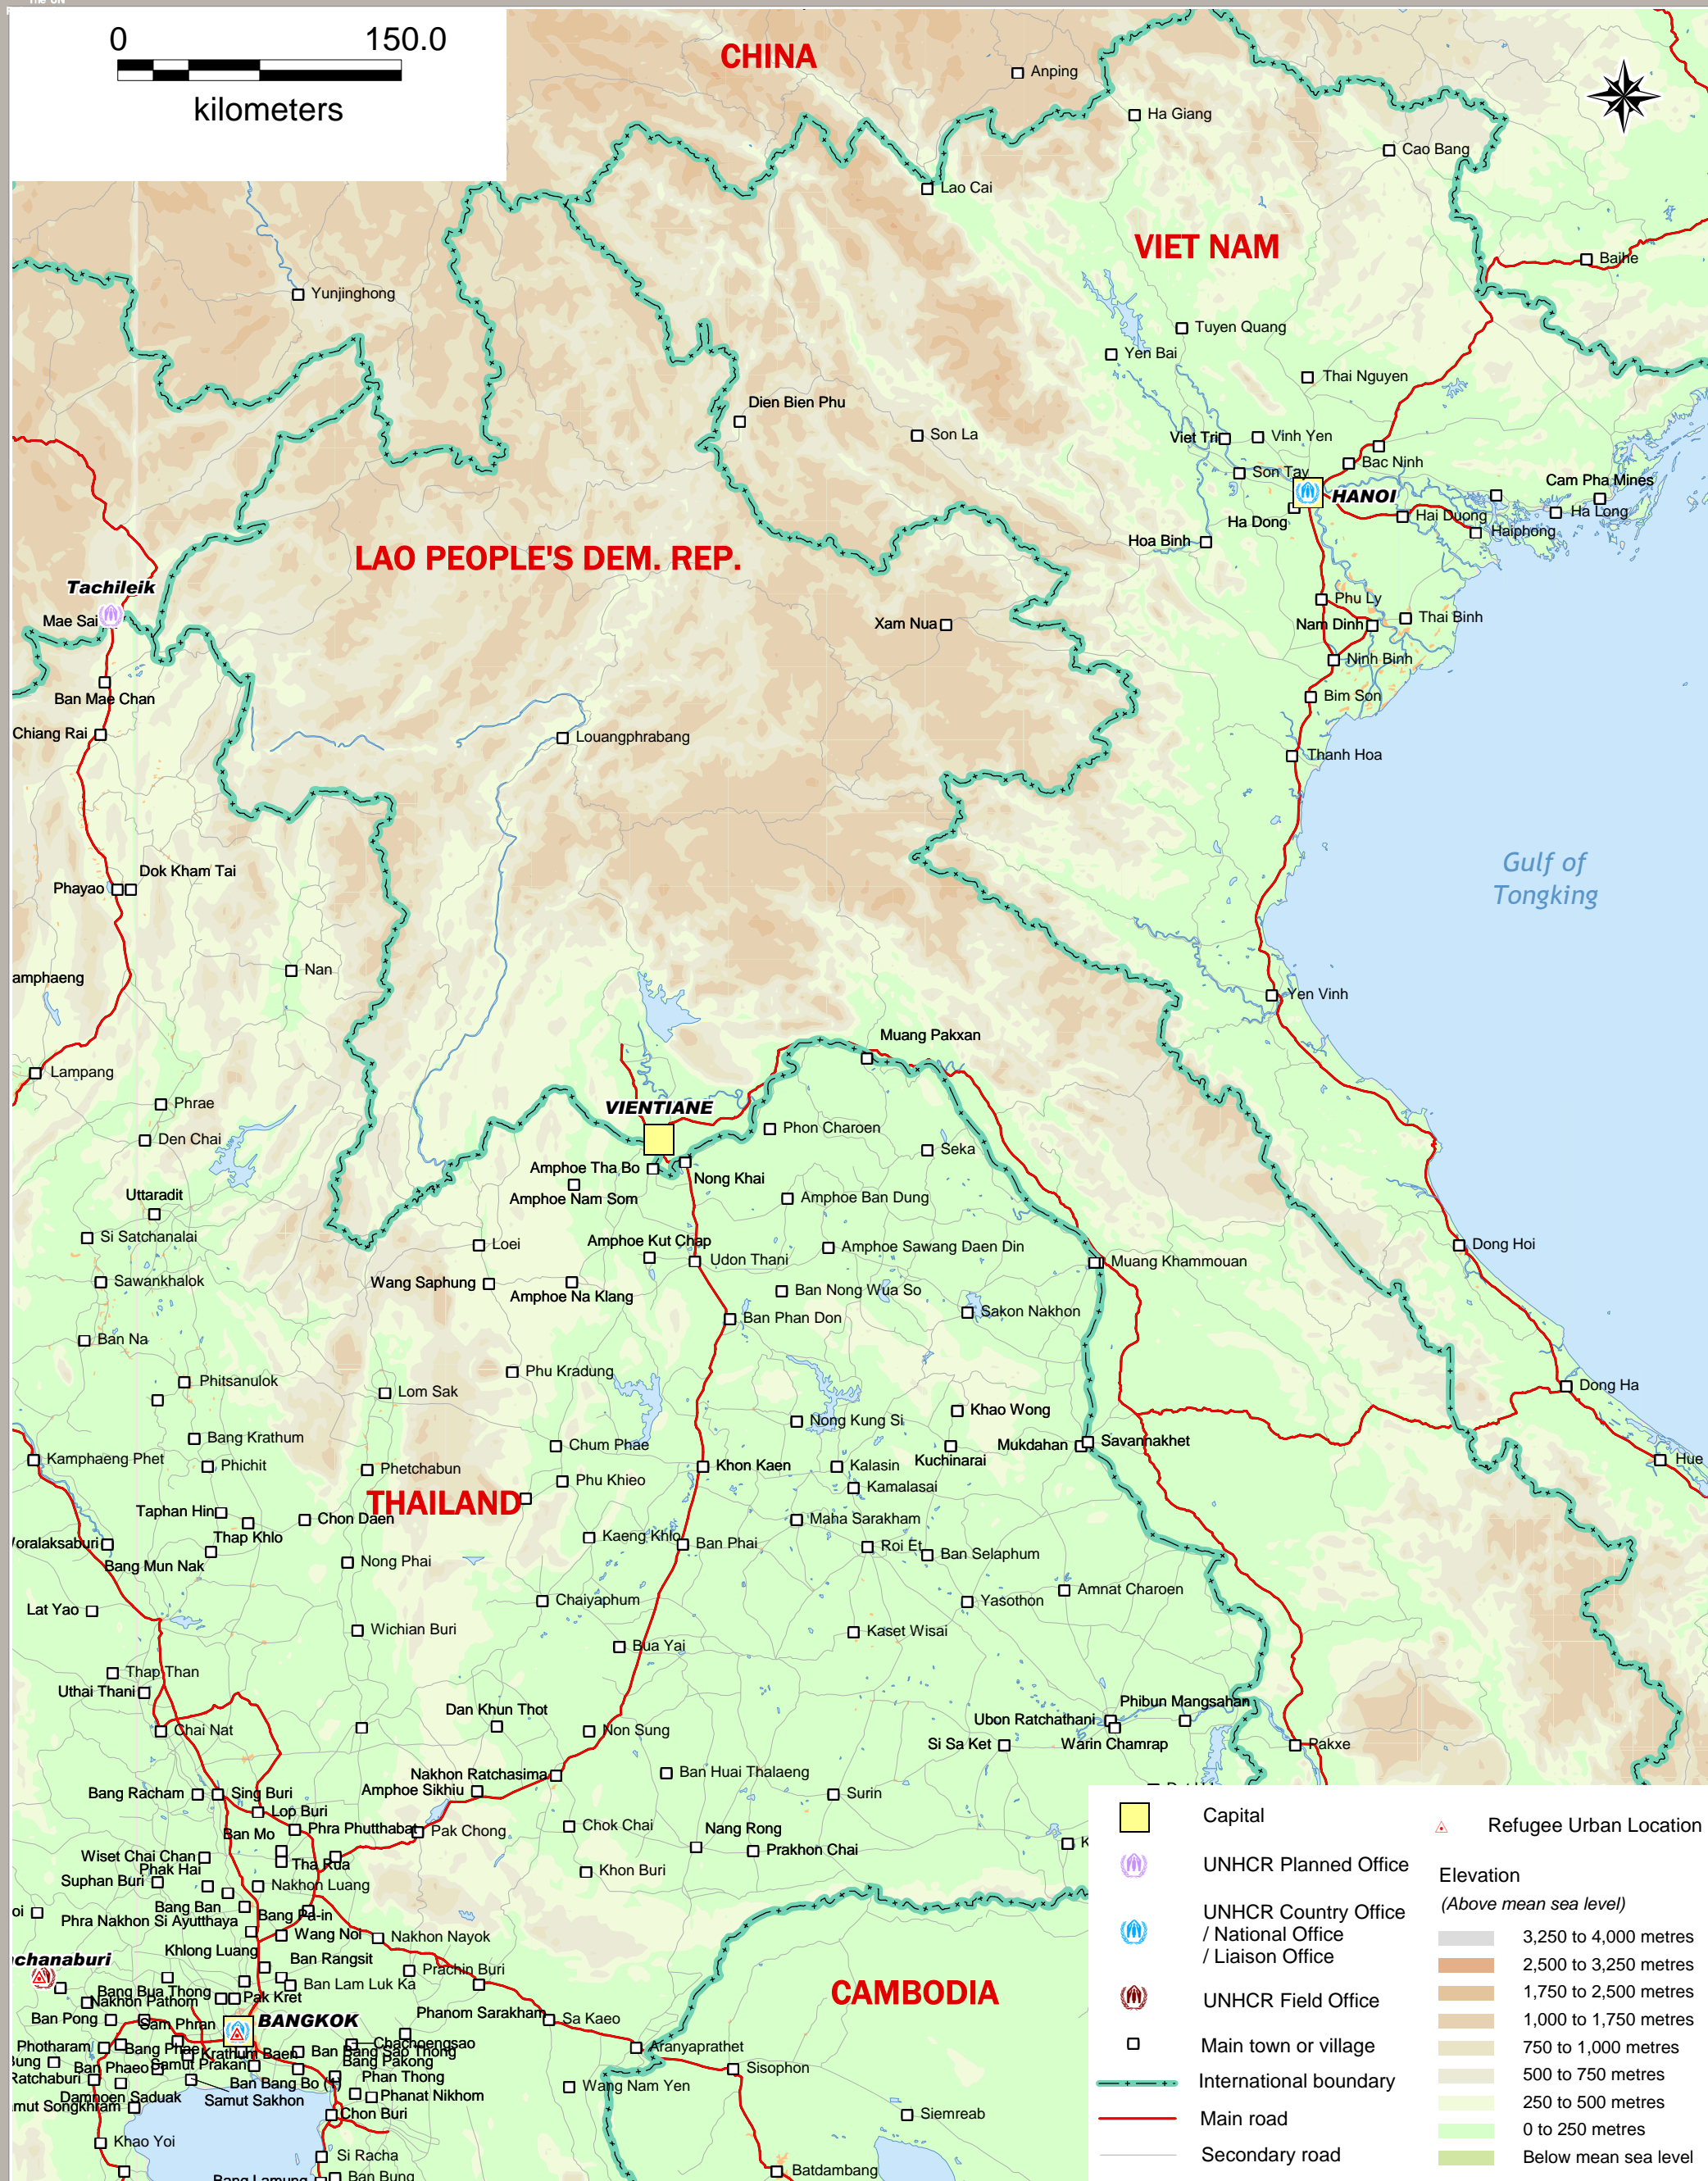 The UN
0 150.0
kilometers
CHINA
Anping
Ha Giang
Cao Bang
Lao Cai
VIET NAM
Baihe
Yunjinghong
Tuyen Quang
Yen Bai
Thai Nguyen
Dien Bien Phu
Son La
Viet Tri
Vinh Yen
Bac Ninh
Son Tay
HANOI
Cam Pha Mines
Ha Long
Ha Dong
Hai Duong
Haiphong
Hoa Binh
LAO PEOPLE'S DEM. REP.
Tachileik
Mae Sai
Phu Ly
Thai Binh
Xam Nua
Nam Dinh
Ninh Binh
Ban Mae Chan
Bim Son
Chiang Rai
Louangphrabang
Thanh Hoa
Gulf of
Tongking
Dok Kham Tai
Phayao
Nan
amphaeng
Yen Vinh
Muang Pakxan
Lampang
Phrae
VIENTIANE
Phon Charoen
Den Chai
Seka
Amphoe Tha Bo
Nong Khai
Amphoe Nam Som
Amphoe Ban Dung
Uttaradit
Si Satchanalai
Loei
Amphoe Kut Chap
Amphoe Sawang Daen Din
Dong Hoi
Udon Thani
Muang Khammouan
Sawankhalok
Wang Saphung
Amphoe Na Klang
Ban Nong Wua So
Sakon Nakhon
Ban Phan Don
Ban Na
Phu Kradung
Phitsanulok
Lom Sak
Dong Ha
Khao Wong
Nong Kung Si
Bang Krathum
Chum Phae
Mukdahan
Savannakhet
Kamphaeng Phet
Phichit
Phetchabun
Khon Kaen
Kalasin
Kuchinarai
Hue
Phu Khieo
Kamalasai
THAILAND
Taphan Hin
Chon Daen
Maha Sarakham
Thap Khlo
Kaeng Khlo
Woralaksaburi
Ban Phai
Roi Et
Ban Selaphum
Bang Mun Nak
Nong Phai
Amnat Charoen
Chaiyaphum
Yasothon
Lat Yao
Wichian Buri
Kaset Wisai
Bua Yai
Thap Than
Uthai Thani
Dan Khun Thot
Phibun Mangsahan
Ubon Ratchathani
Chai Nat
Non Sung
Si Sa Ket
Warin Chamrap
Pakxe
Nakhon Ratchasima
Ban Huai Thalaeng
Amphoe Sikhiu
Bang Racham
Sing Buri
Surin
Lop Buri
Ban Mo
Phra Phutthabat
Pak Chong
Chok Chai
Nang Rong
Prakhon Chai
K
Wiset Chai Chan
Tha Rua
Phak Hai
Khon Buri
Suphan Buri
Nakhon Luang
oi
Bang Ban
Bang Pa-in
Phra Nakhon Si Ayutthaya
Wang Noi
Nakhon Nayok
Khlong Luang
Ban Rangsit
nchanaburi
Prachin Buri
Ban Lam Luk Ka
Bang Bua Thong
Pak Kret
CAMBODIA
Nakhon Pathom
Phanom Sarakham
Ban Pong
Sam Phran
BANGKOK
Sa Kaeo
Photharam
Bang Phae
Krathum Baen
Chachoengsao
Ban Bang Sao Thong
Aranyaprathet
Bung
Ban Phaeo
Samut Prakan
Bang Pakong
Sisophon
Ratchaburi
Ban Bang Bo (1)
Phan Thong
Wang Nam Yen
Damnoen Saduak
Samut Sakhon
Phanat Nikhom
amut Songkhram
Chon Buri
Siemreab
Khao Yoi
Si Racha
Batdambang
Bang Lamung
Ban Bung
Capital
UNHCR Planned Office
UNHCR Country Office
/ National Office
/ Liaison Office
UNHCR Field Office
Main town or village
International boundary
Main road
Secondary road
Refugee Urban Location
Elevation
(Above mean sea level)
3,250 to 4,000 metres
2,500 to 3,250 metres
1,750 to 2,500 metres
1,000 to 1,750 metres
750 to 1,000 metres
500 to 750 metres
250 to 500 metres
0 to 250 metres
Below mean sea level